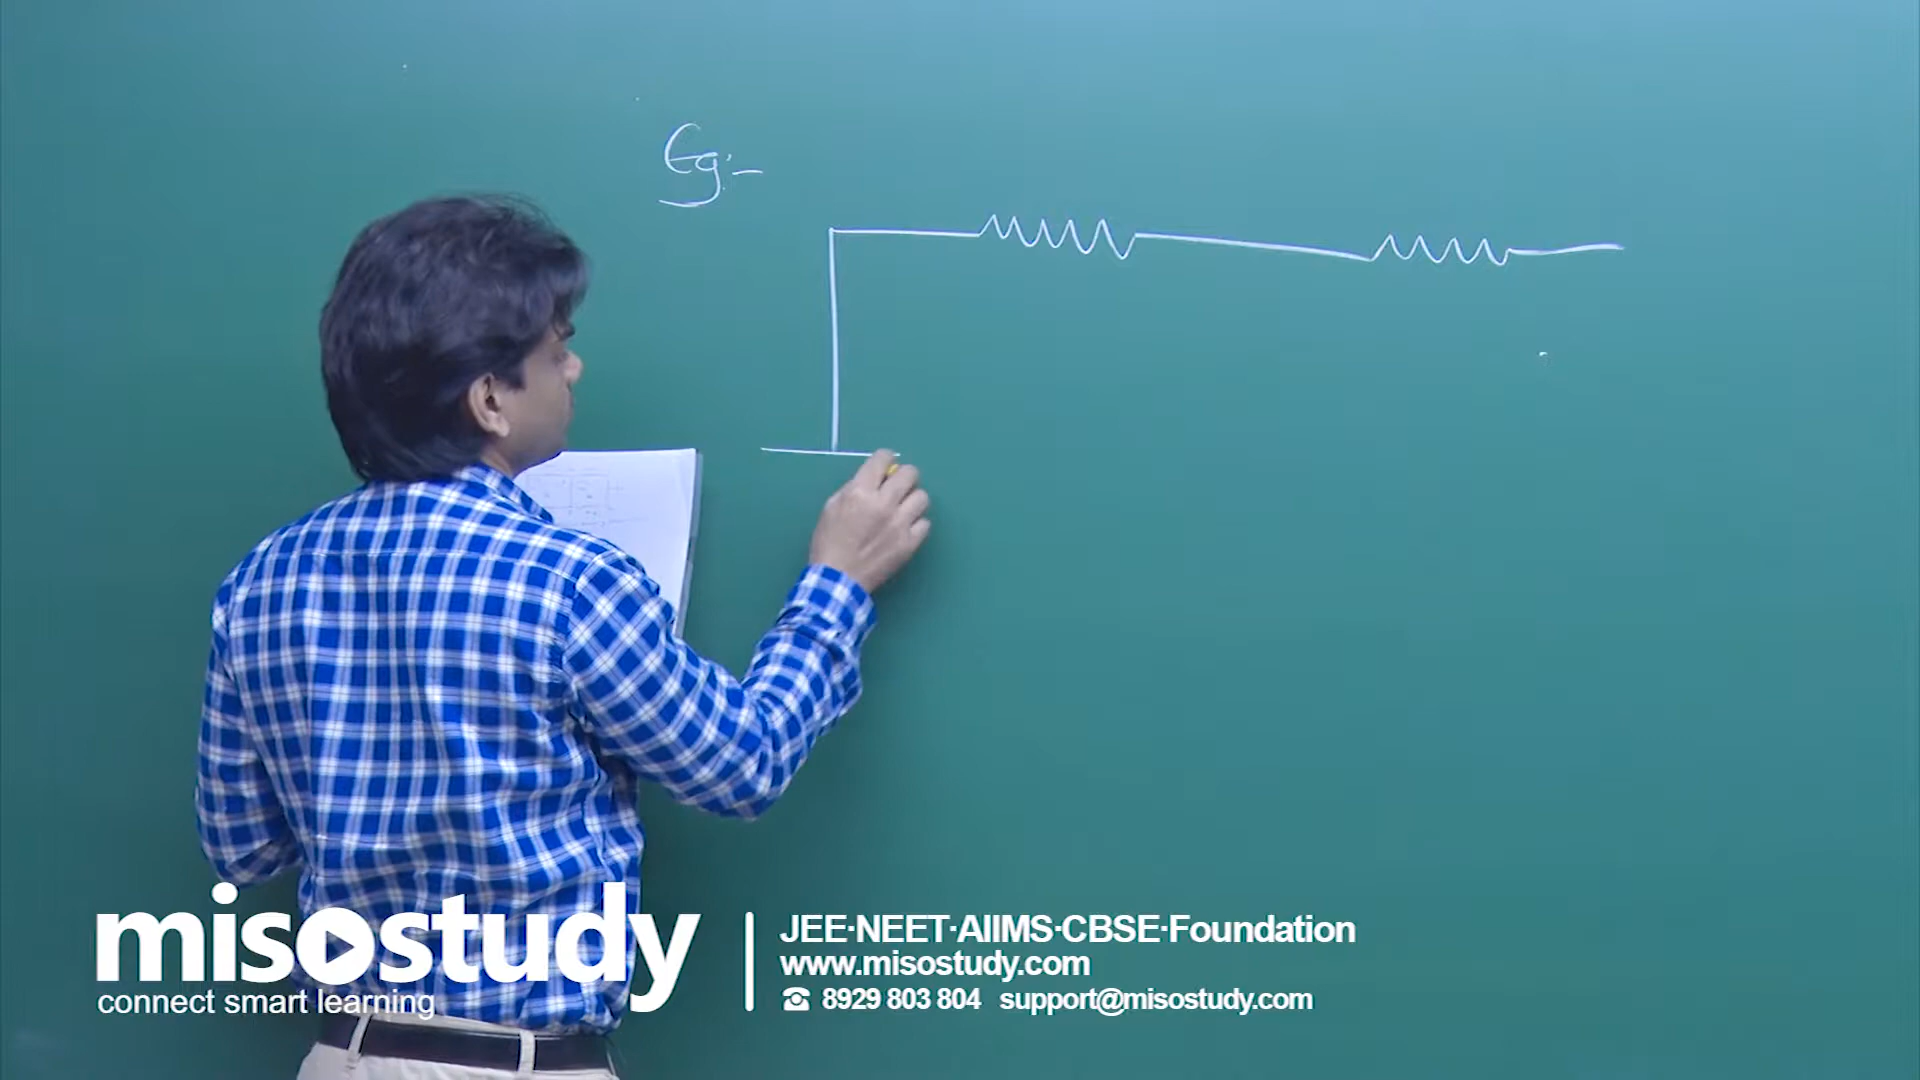 Eg:-
misostudy
connect smart learning
JEE·NEET·AIIMS·CBSE·Foundation
www.misostudy.com
8929 803 804 support@misostudy.com